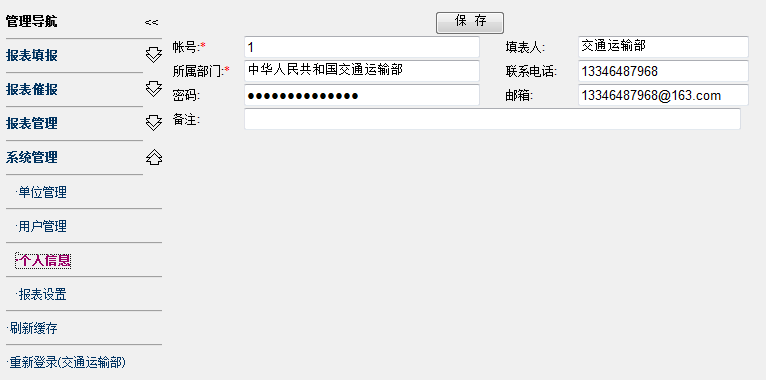 管理导航 <<
报表填报
报表催报
报表管理
系统管理
·单位管理
·用户管理
·个人信息
·报表设置
·刷新缓存
·重新登录(交通运输部)
保 存
帐号:* 1 填表人: 交通运输部
所属部门:* 中华人民共和国交通运输部 联系电话: 13346487968
密码: ●●●●●●●●●●●●●● 邮箱: 13346487968@163.com
备注: